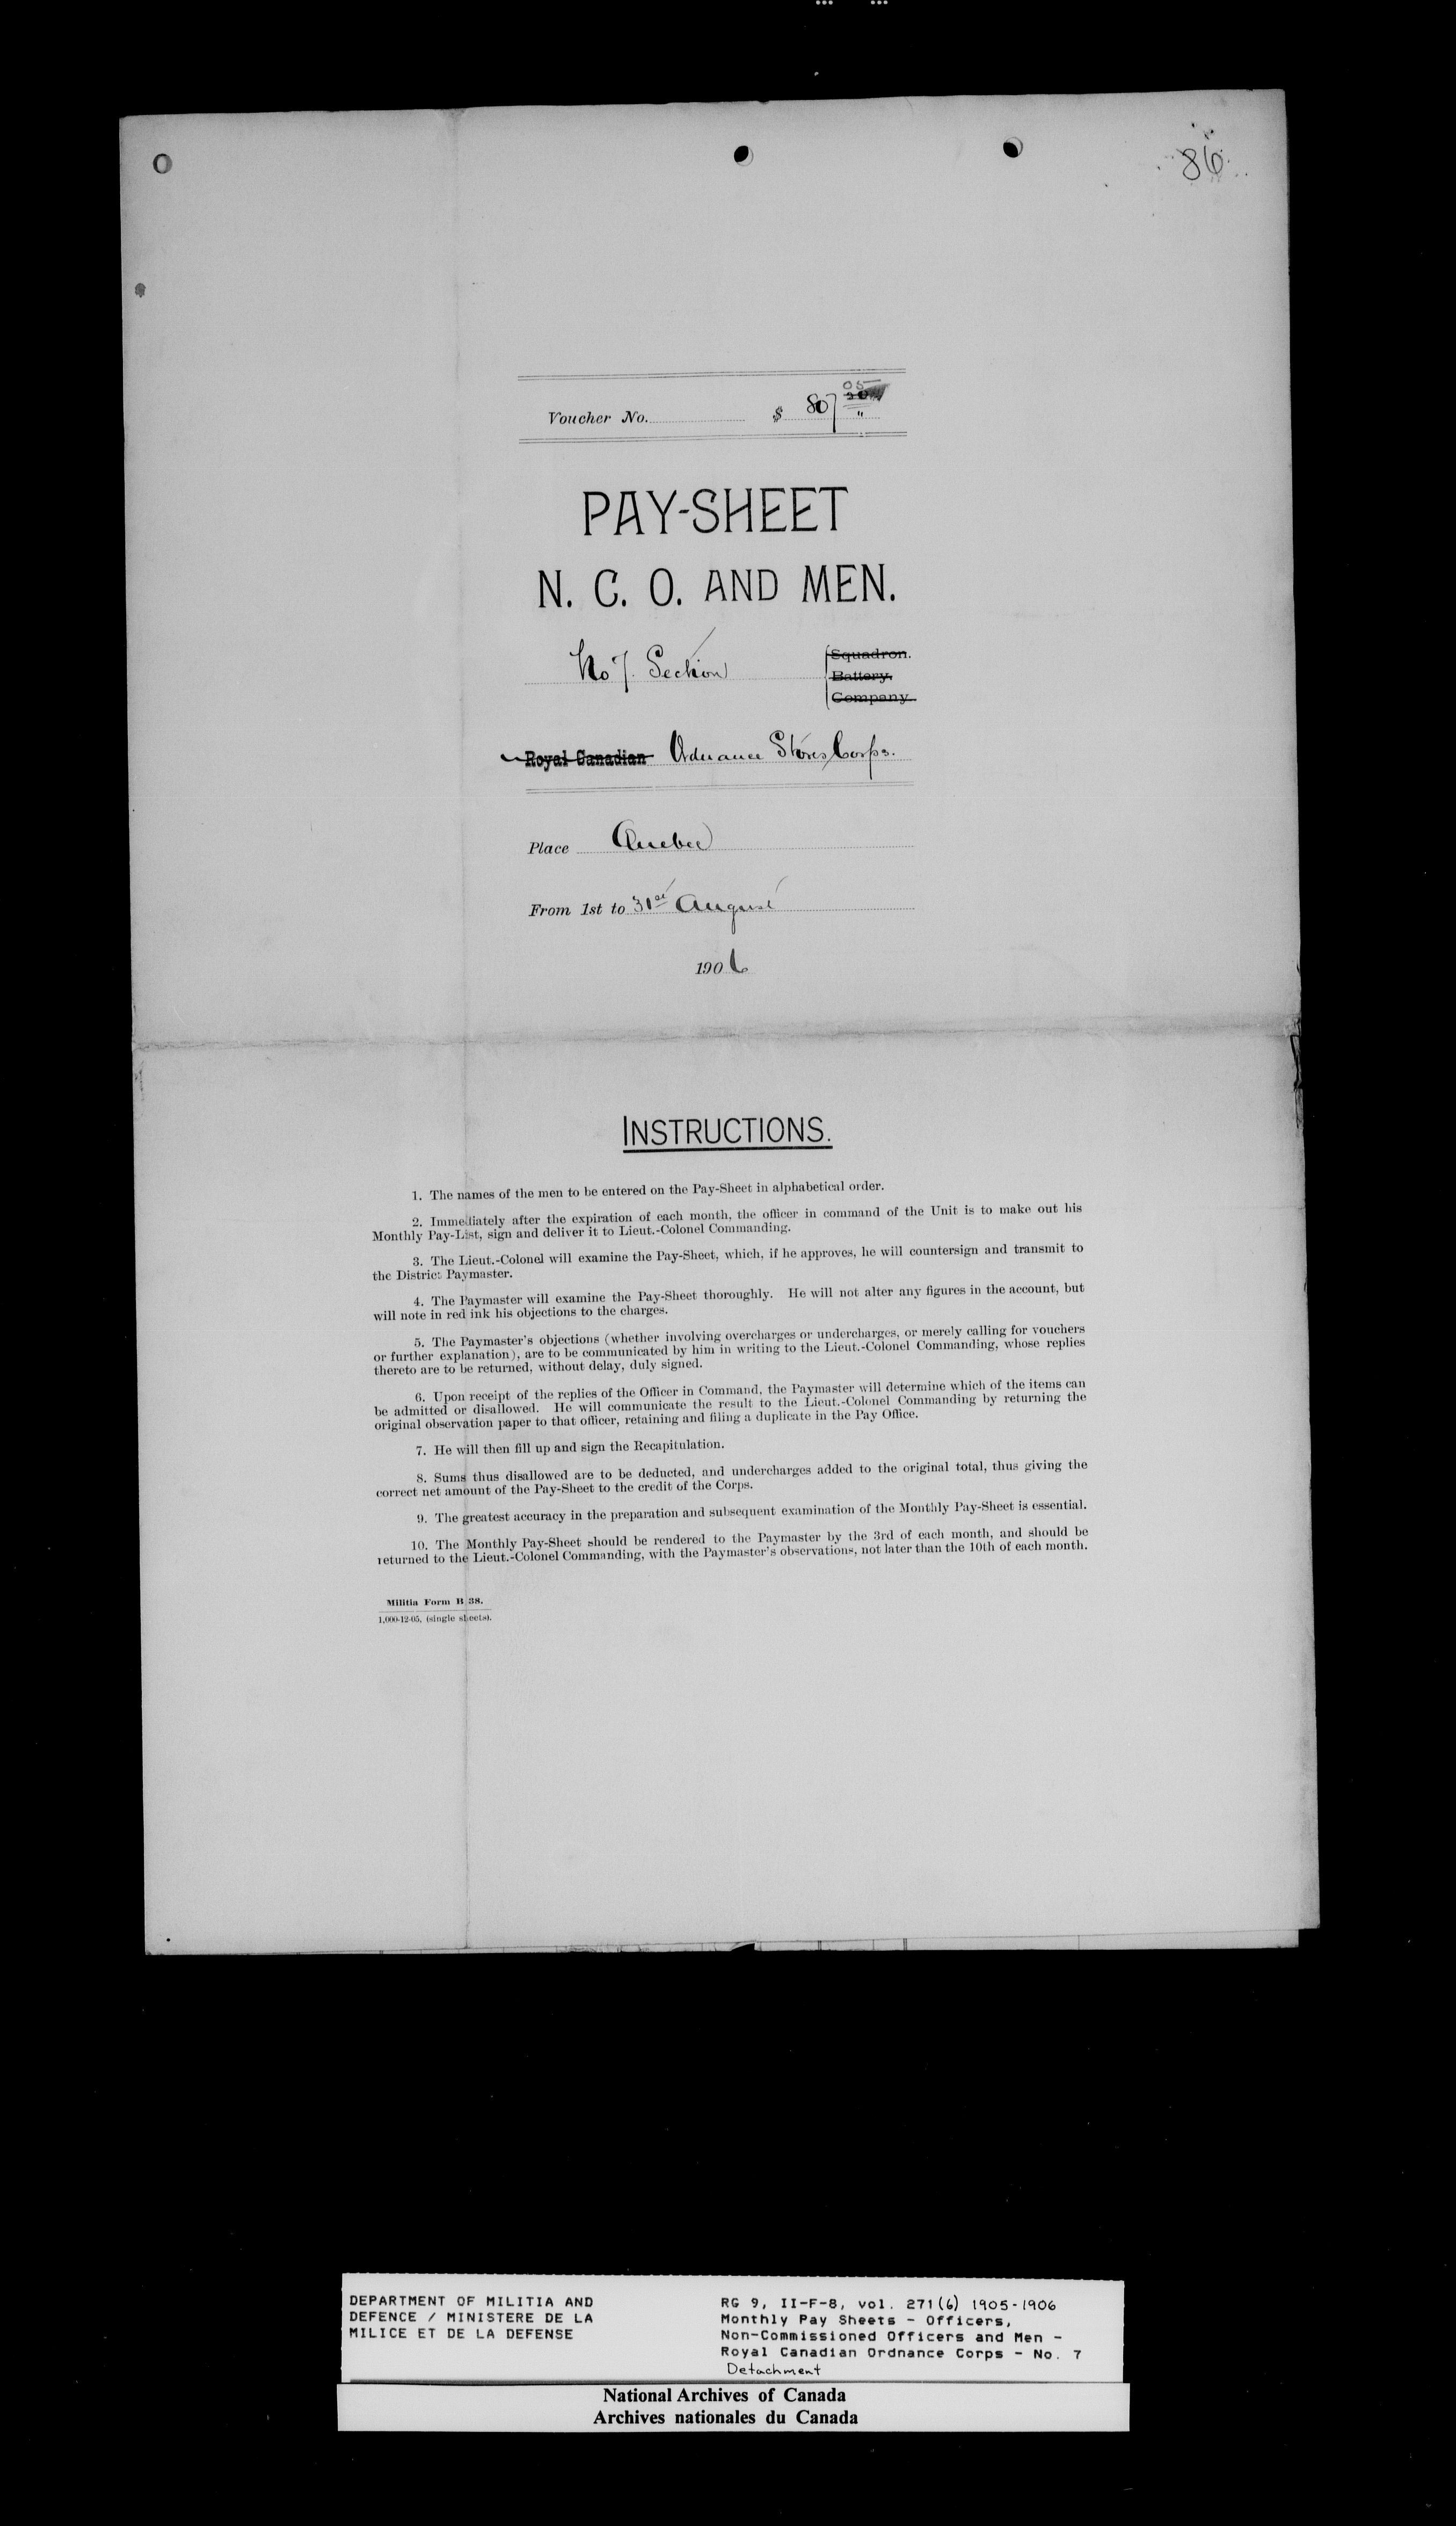 86
05
Voucher No. $ 807 20
"
PAY-SHEET
N. C. O. AND MEN.
No 7. Section
Squadron.
Battery.
Company.
Royal Canadian Ordnance Stores Corps.
Place Quebec
From 1st to 31st August
1906
INSTRUCTIONS.
1. The names of the men to be entered on the Pay-Sheet in alphabetical order.
2. Immediately after the expiration of each month, the officer in command of the Unit is to make out his
Monthly Pay-List, sign and deliver it to Lieut.-Colonel Commanding.
3. The Lieut.-Colonel will examine the Pay-Sheet, which, if he approves, he will countersign and transmit to
the District Paymaster.
4. The Paymaster will examine the Pay-Sheet thoroughly. He will not alter any figures in the account, but
will note in red ink his objections to the charges.
5. The Paymaster's objections (whether involving overcharges or undercharges, or merely calling for vouchers
or further explanation), are to be communicated by him in writing to the Lieut.-Colonel Commanding, whose replies
thereto are to be returned, without delay, duly signed.
6. Upon receipt of the replies of the Officer in Command, the Paymaster will determine which of the items can
be admitted or disallowed. He will communicate the result to the Lieut.-Colonel Commanding by returning the
original observation paper to that officer, retaining and filing a duplicate in the Pay Office.
7. He will then fill up and sign the Recapitulation.
8. Sums thus disallowed are to be deducted, and undercharges added to the original total, thus giving the
correct net amount of the Pay-Sheet to the credit of the Corps.
9. The greatest accuracy in the preparation and subsequent examination of the Monthly Pay-Sheet is essential.
10. The Monthly Pay-Sheet should be rendered to the Paymaster by the 3rd of each month, and should be
returned to the Lieut.-Colonel Commanding, with the Paymaster's observations, not later than the 10th of each month.
Militia Form B 38.
1,000-12-05, (single sheets).
DEPARTMENT OF MILITIA AND
DEFENCE / MINISTERE DE LA
MILICE ET DE LA DEFENSE
RG 9, II-F-8, vol. 271(6) 1905-1906
Monthly Pay Sheets - Officers,
Non-Commissioned Officers and Men -
Royal Canadian Ordnance Corps - No. 7
Detachment
National Archives of Canada
Archives nationales du Canada